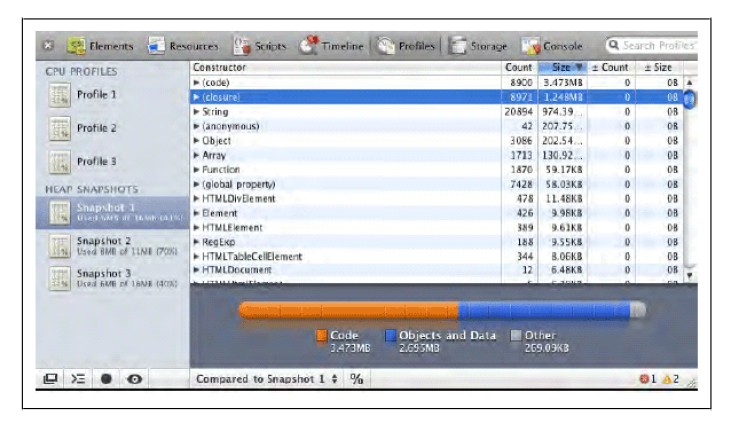 Elements Resources Scripts Timeline Profiles Storage Console Search Profiles
CPU PROFILES
Profile 1
Profile 2
Profile 3
HEAP SNAPSHOTS
Snapshot 1
Snapshot 2
Used 8MB of 11MB (70%)
Snapshot 3
Constructor Count Size ▼ ± Count ± Size
▶ (code) 8900 3.473MB 0 0B
▶ (closure) 8973 1.248MB 0 0B
▶ String 20894 974.39... 0 0B
▶ (anonymous) 42 207.75... 0 0B
▶ Object 3086 202.54... 0 0B
▶ Array 1713 130.92... 0 0B
▶ Function 1870 59.17KB 0 0B
▶ (global property) 7428 58.03KB 0 0B
▶ HTMLDivElement 478 11.48KB 0 0B
▶ Element 426 9.98KB 0 0B
▶ HTMLElement 389 9.61KB 0 0B
▶ RegExp 188 9.55KB 0 0B
▶ HTMLTableCellElement 344 8.06KB 0 0B
▶ HTMLDocument 12 6.48KB 0 0B
Code
3.473MB
Objects and Data
2.695MB
Other
269.09KB
Compared to Snapshot 1 %
1 2